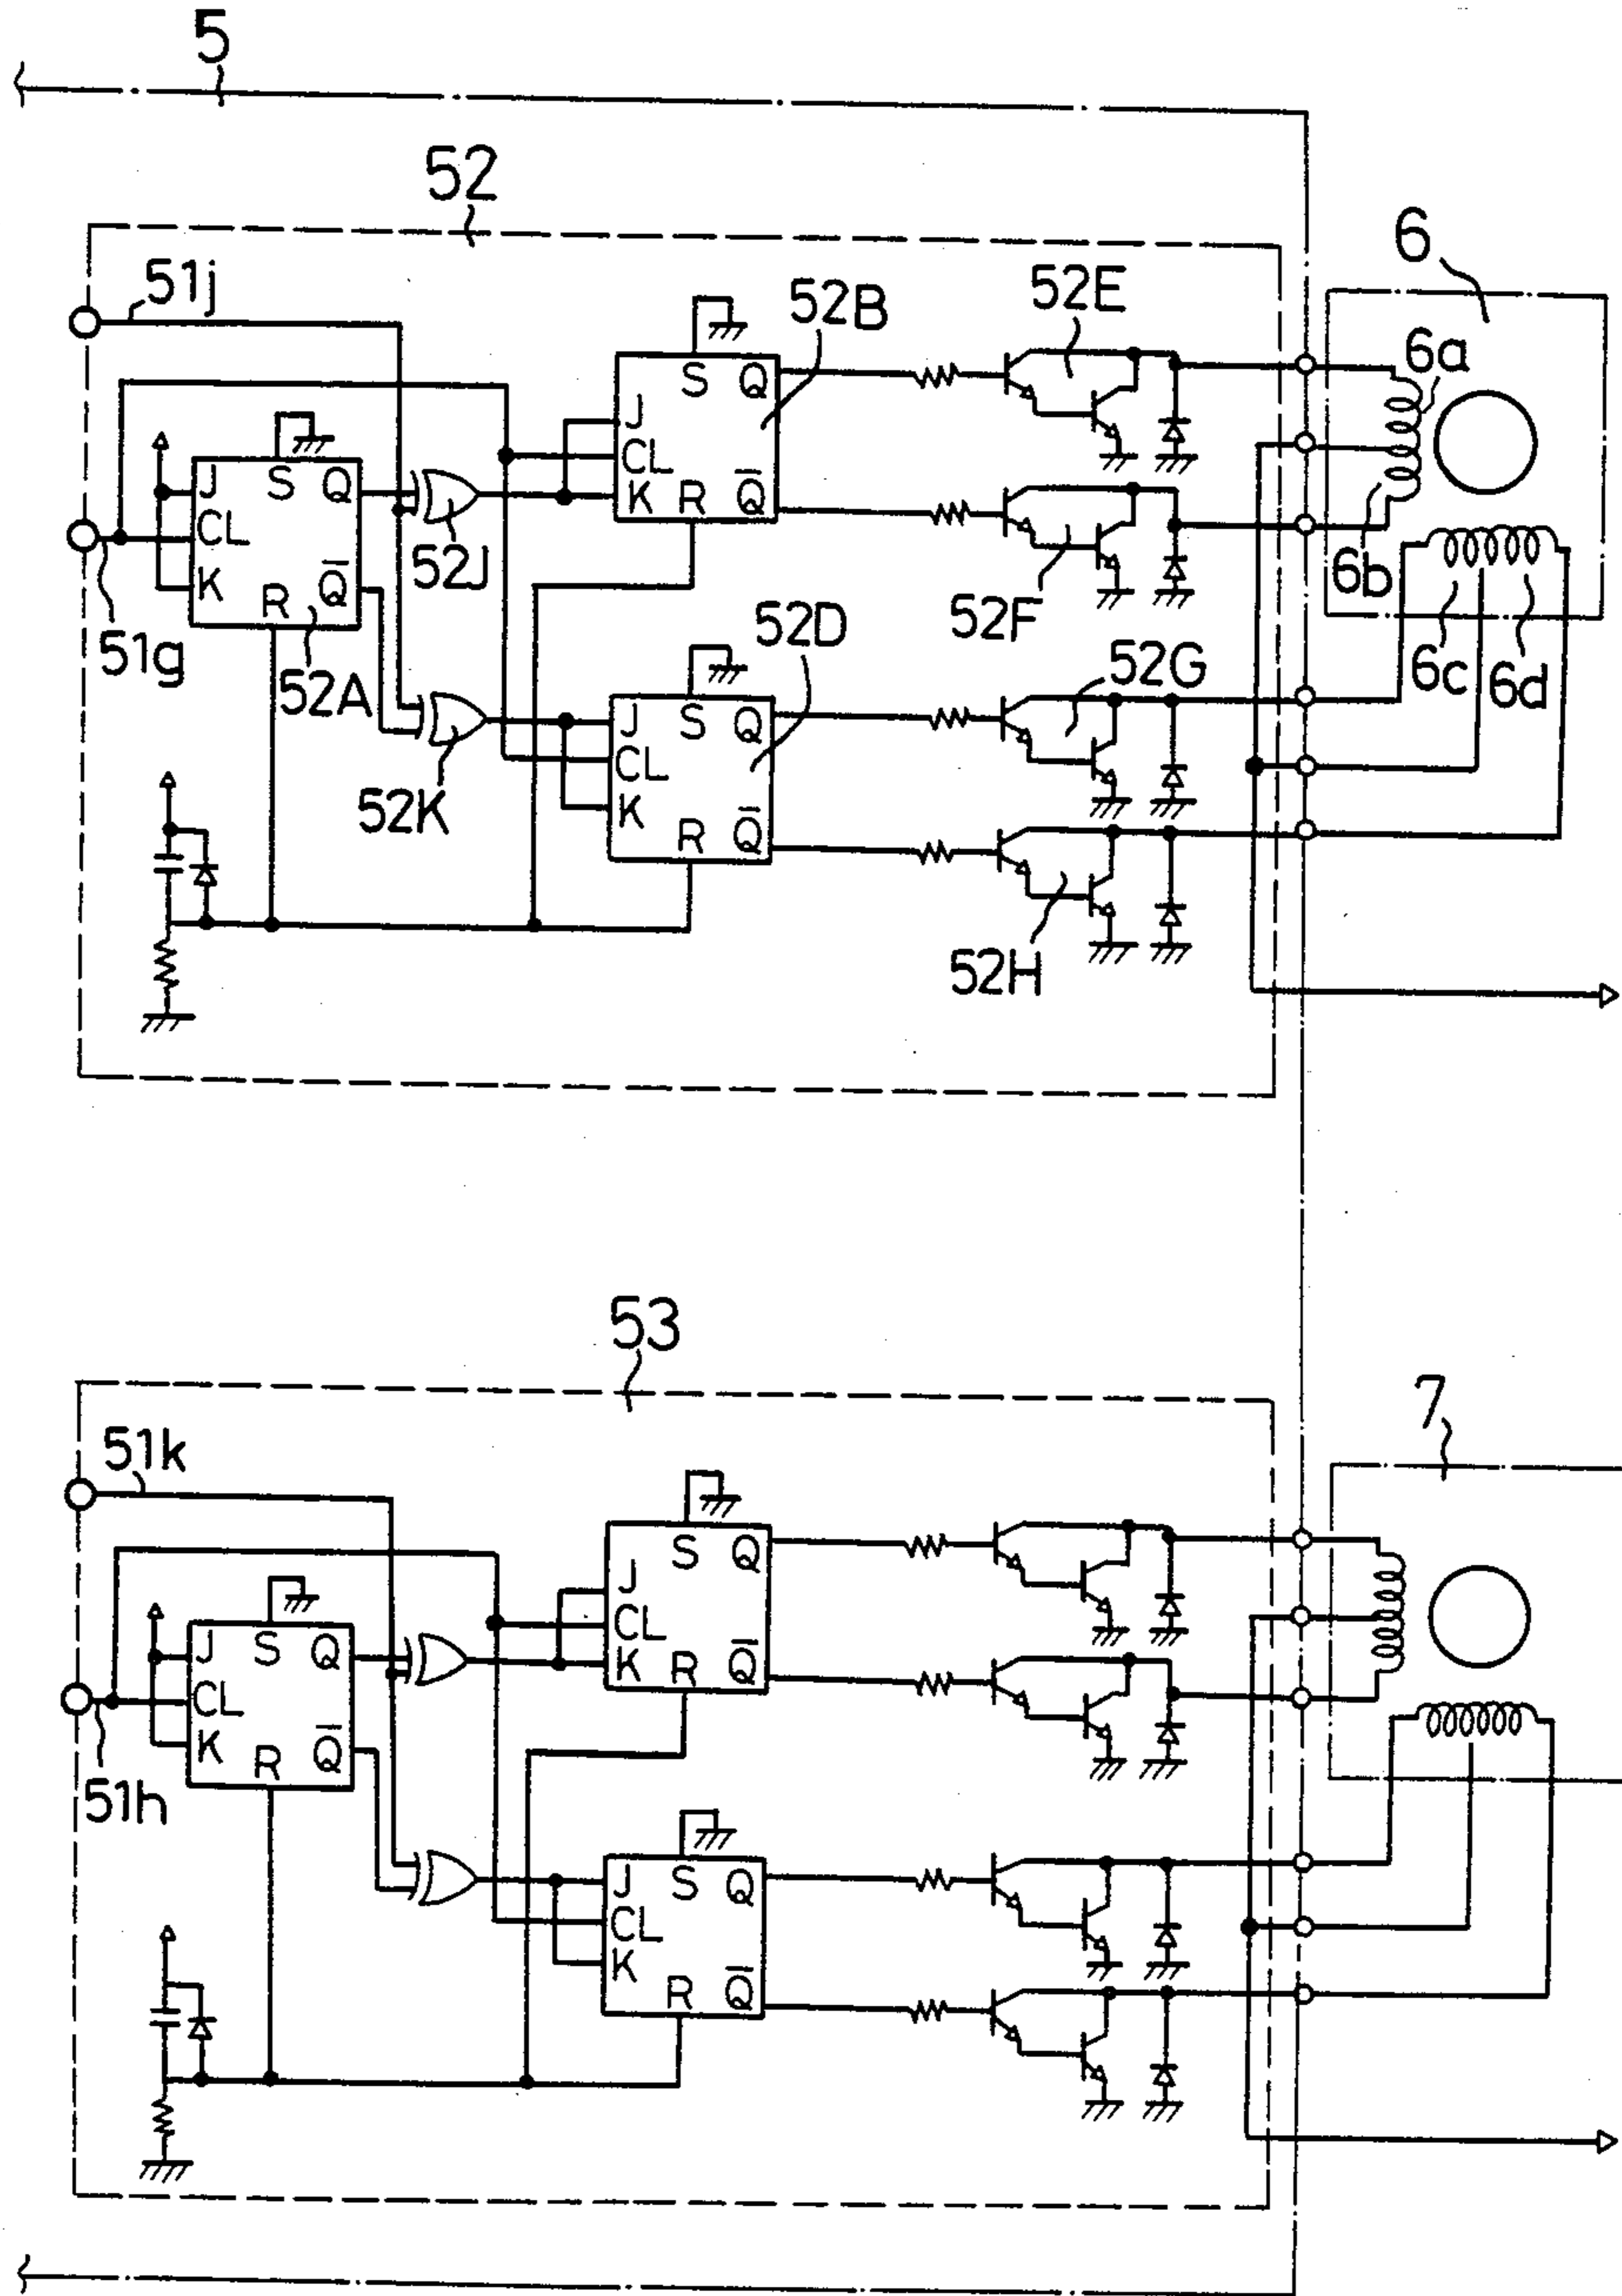 5
52
6
51j
52B
52E
6a
S Q
J
CL
K R Q̅
S Q
J
CL
K
R Q̅
52J
6b
51g
52A
52F
52D
6c
6d
52G
S Q
J
CL
K
R Q̅
52K
52H
53
7
51k
S Q
J
CL
K R Q̅
S Q
J
CL
K
R Q̅
51h
S Q
J
CL
K
R Q̅